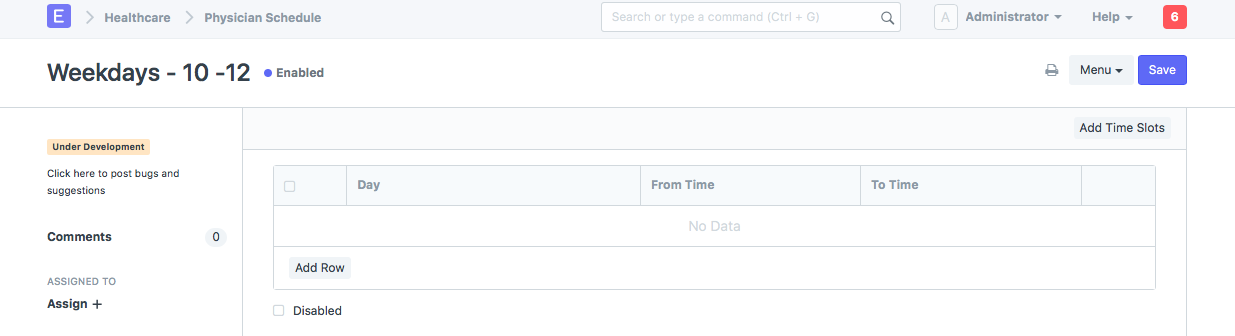 E Healthcare Physician Schedule Search or type a command (Ctrl + G) A Administrator Help 6
Weekdays - 10 -12 Enabled Menu Save
Add Time Slots
Under Development
Click here to post bugs and
suggestions
Comments 0
ASSIGNED TO
Assign +
Day From Time To Time
No Data
Add Row
Disabled